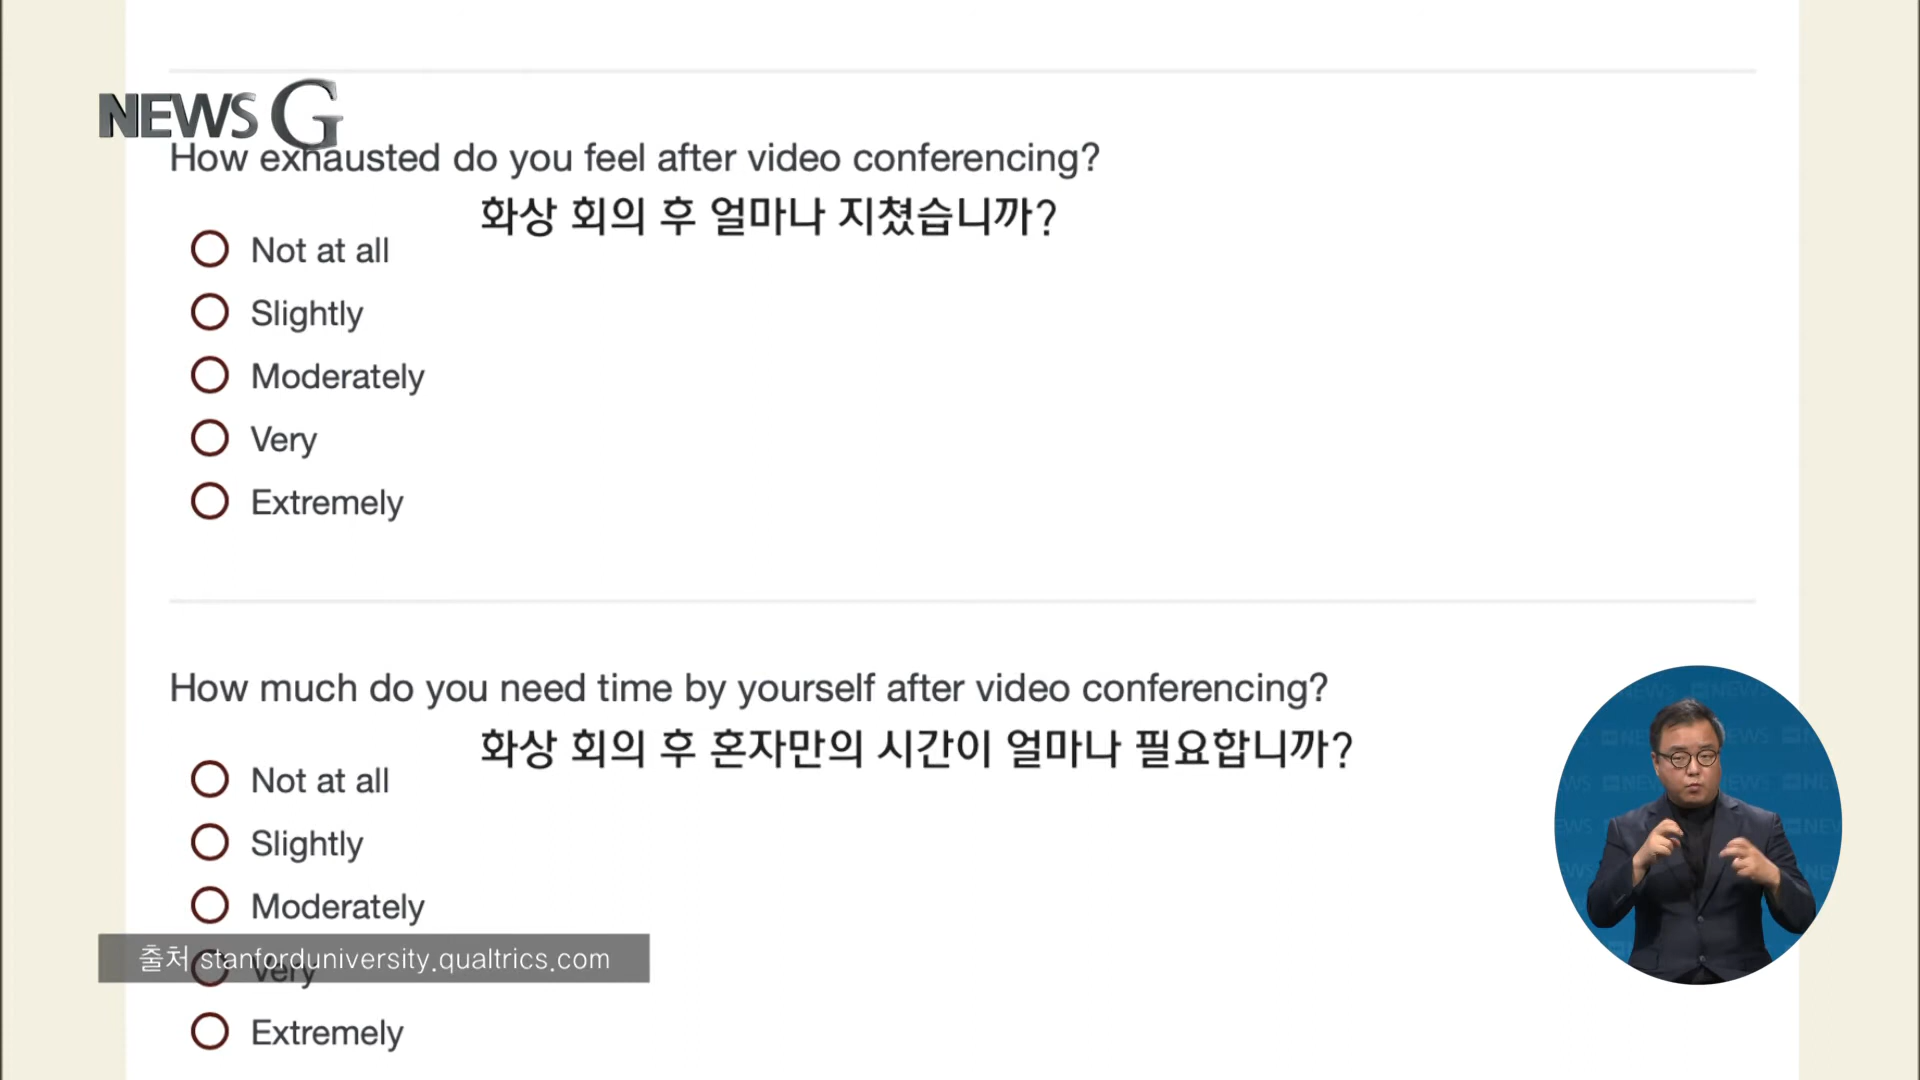 NEWS G
How exhausted do you feel after video conferencing?
화상 회의 후 얼마나 지쳤습니까?
Not at all
Slightly
Moderately
Very
Extremely
How much do you need time by yourself after video conferencing?
화상 회의 후 혼자만의 시간이 얼마나 필요합니까?
Not at all
Slightly
Moderately
출처 stanforduniversity.qualtrics.com
Very
Extremely